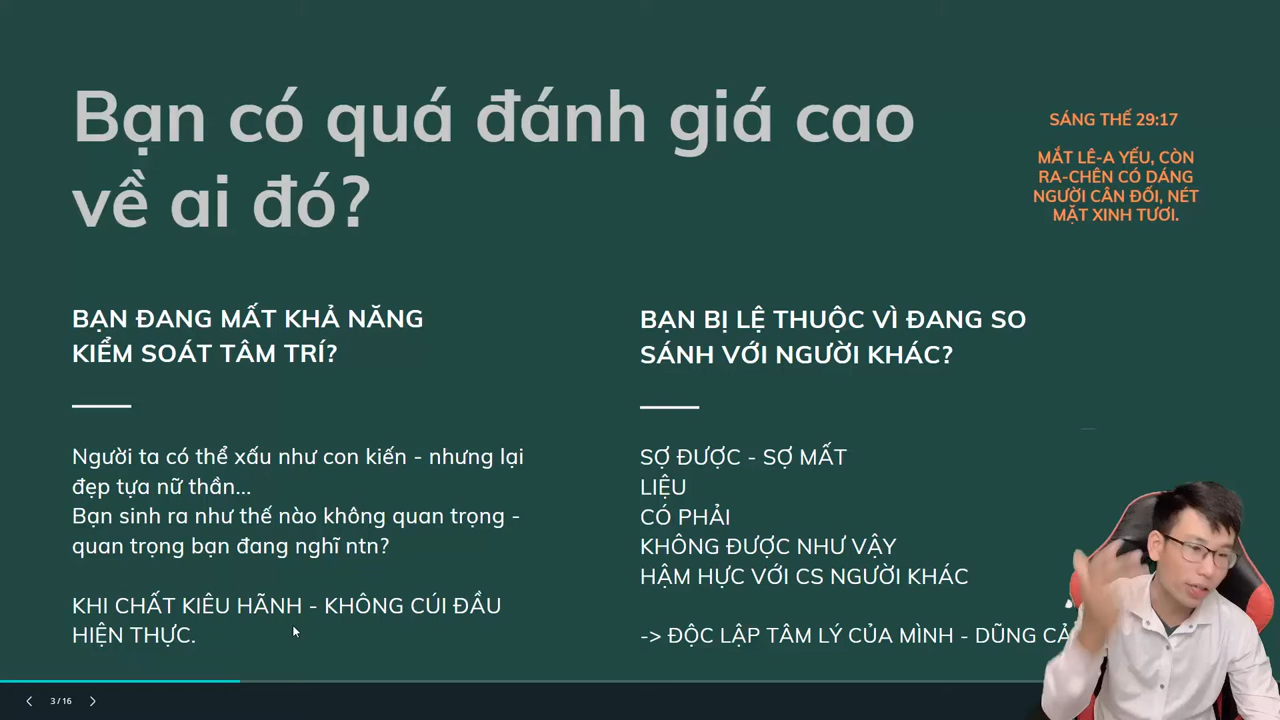 Bạn có quá đánh giá cao
về ai đó?
SÁNG THẾ 29:17
MẮT LÊ-A YẾU, CÒN
RA-CHÊN CÓ DÁNG
NGƯỜI CÂN ĐỐI, NÉT
MẶT XINH TƯƠI.
BẠN ĐANG MẤT KHẢ NĂNG
KIỂM SOÁT TÂM TRÍ?
Người ta có thể xấu như con kiến - nhưng lại
đẹp tựa nữ thần...
Bạn sinh ra như thế nào không quan trọng -
quan trọng bạn đang nghĩ ntn?
KHI CHẤT KIÊU HÃNH - KHÔNG CÚI ĐẦU
HIỆN THỰC.
BẠN BỊ LỆ THUỘC VÌ ĐANG SO
SÁNH VỚI NGƯỜI KHÁC?
SỢ ĐƯỢC - SỢ MẤT
LIỆU
CÓ PHẢI
KHÔNG ĐƯỢC NHƯ VẬY
HẬM HỰC VỚI CS NGƯỜI KHÁC
-> ĐỘC LẬP TÂM LÝ CỦA MÌNH - DŨNG CẢ
3 / 16